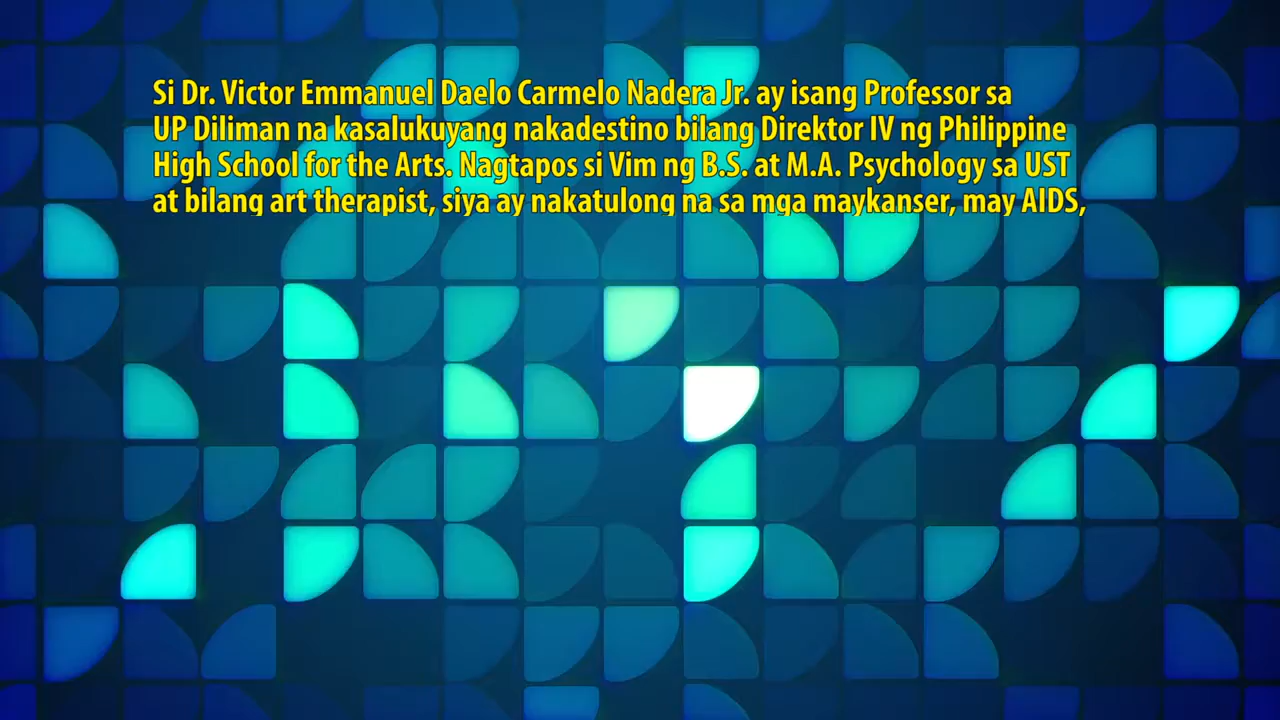 Si Dr. Victor Emmanuel Daelo Carmelo Nadera Jr. ay isang Professor sa
UP Diliman na kasalukuyang nakadestino bilang Direktor IV ng Philippine
High School for the Arts. Nagtapos si Vim ng B.S. at M.A. Psychology sa UST
at bilang art therapist, siya ay nakatulong na sa mga maykanser, may AIDS,